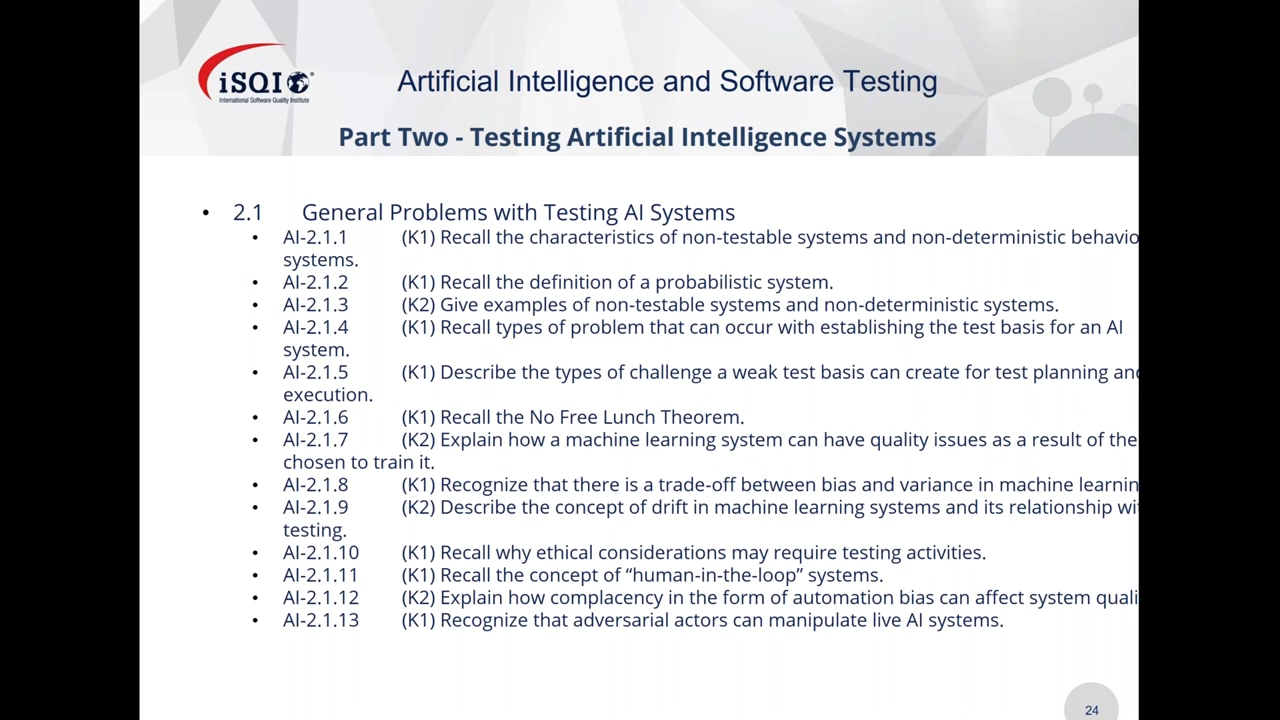 iSQI
International Software Quality Institute
Artificial Intelligence and Software Testing
Part Two - Testing Artificial Intelligence Systems
• 2.1 General Problems with Testing AI Systems
• AI-2.1.1 (K1) Recall the characteristics of non-testable systems and non-deterministic behavio
systems.
• AI-2.1.2 (K1) Recall the definition of a probabilistic system.
• AI-2.1.3 (K2) Give examples of non-testable systems and non-deterministic systems.
• AI-2.1.4 (K1) Recall types of problem that can occur with establishing the test basis for an AI
system.
• AI-2.1.5 (K1) Describe the types of challenge a weak test basis can create for test planning and
execution.
• AI-2.1.6 (K1) Recall the No Free Lunch Theorem.
• AI-2.1.7 (K2) Explain how a machine learning system can have quality issues as a result of the
chosen to train it.
• AI-2.1.8 (K1) Recognize that there is a trade-off between bias and variance in machine learnin
• AI-2.1.9 (K2) Describe the concept of drift in machine learning systems and its relationship wi
testing.
• AI-2.1.10 (K1) Recall why ethical considerations may require testing activities.
• AI-2.1.11 (K1) Recall the concept of “human-in-the-loop” systems.
• AI-2.1.12 (K2) Explain how complacency in the form of automation bias can affect system quali
• AI-2.1.13 (K1) Recognize that adversarial actors can manipulate live AI systems.
24